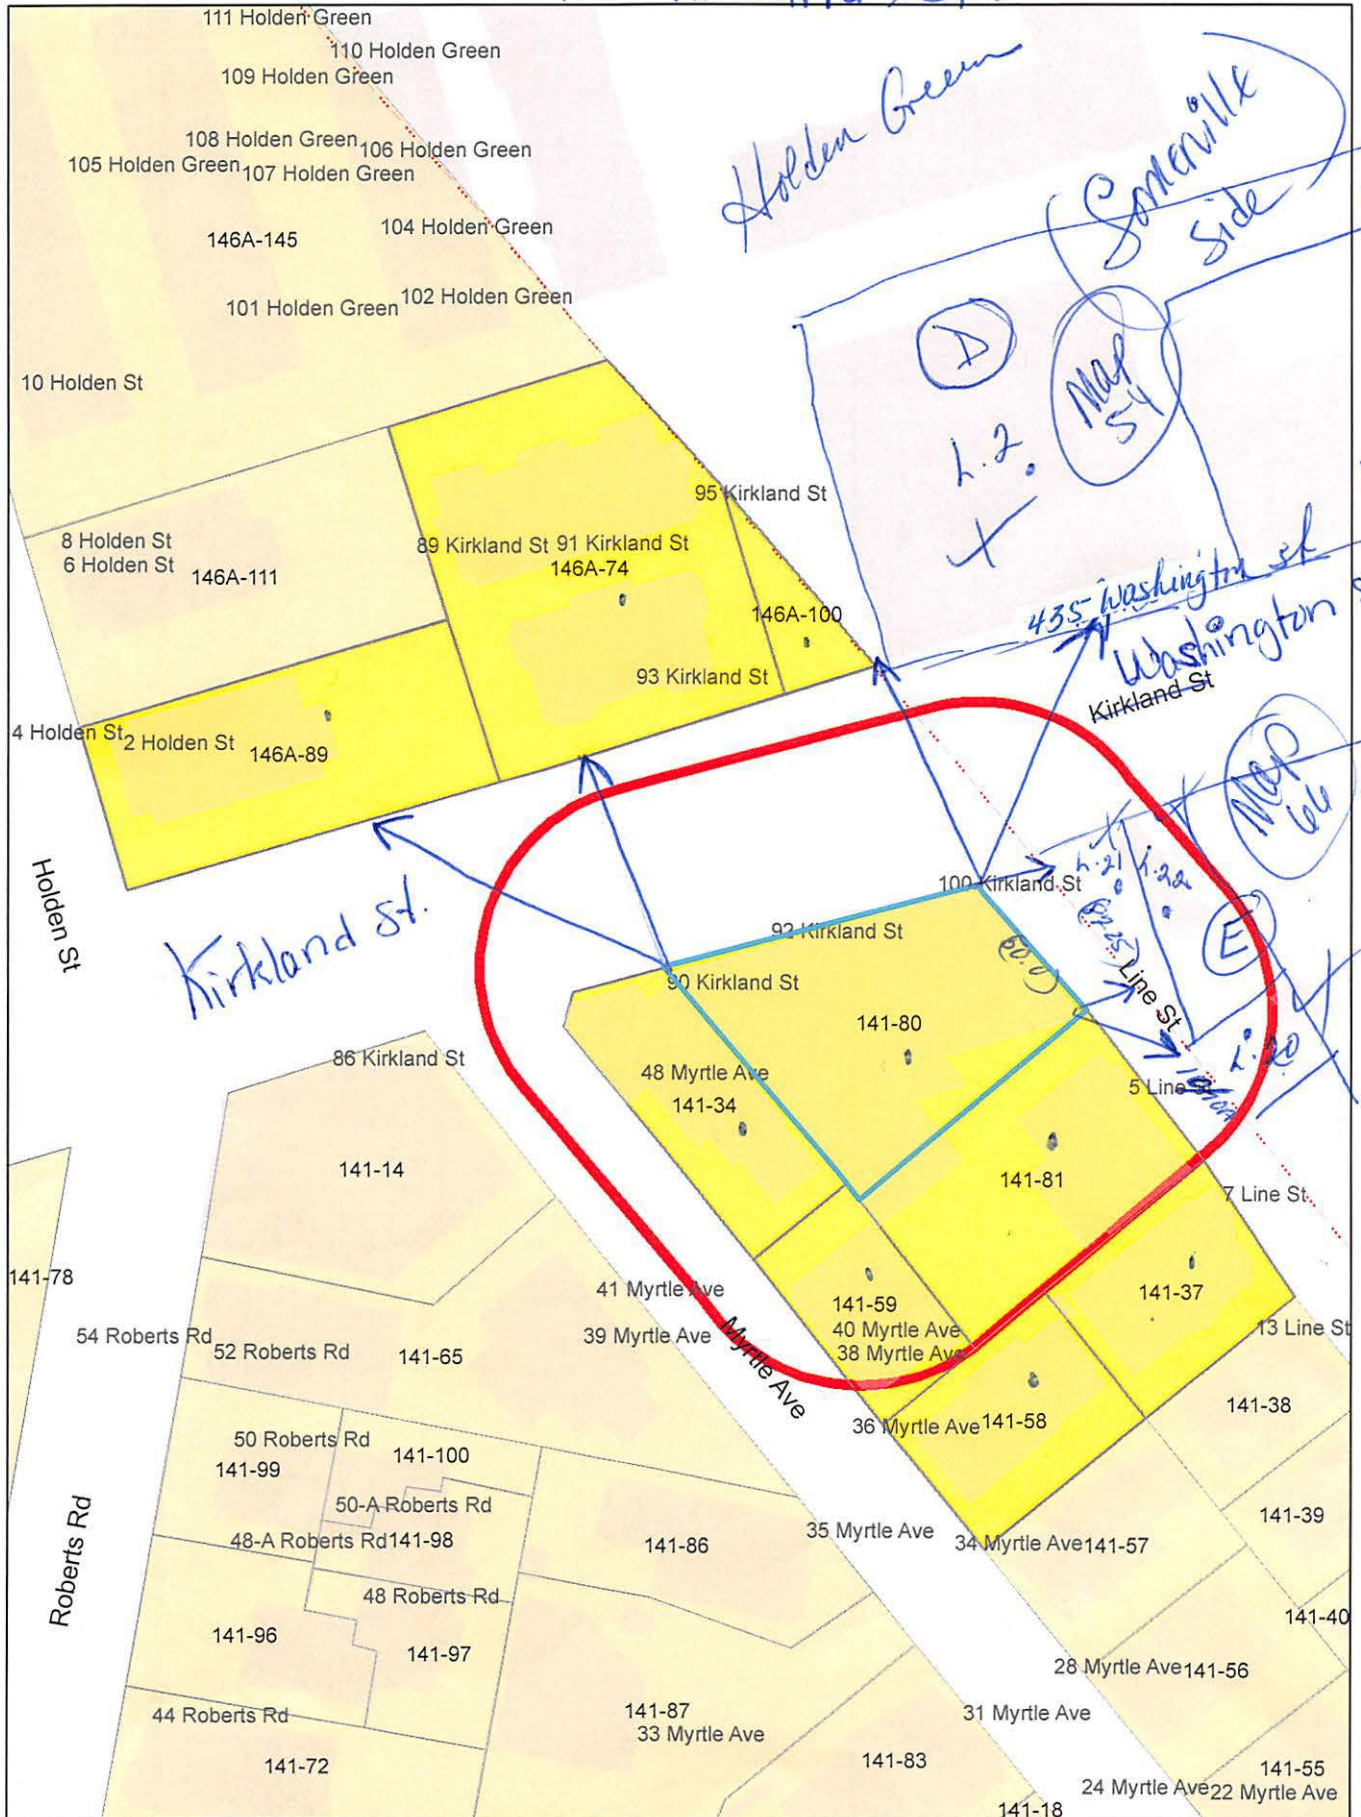 111 Holden Green
110 Holden Green
109 Holden Green
Holden Green
108 Holden Green
106 Holden Green
105 Holden Green
107 Holden Green
Somerville
Side
104 Holden Green
146A-145
101 Holden Green
102 Holden Green
D
Map
54
10 Holden St
L.2
95 Kirkland St
8 Holden St
6 Holden St
146A-111
89 Kirkland St
91 Kirkland St
146A-74
146A-100
435 Washington St
Washington S
93 Kirkland St
Kirkland St
4 Holden St
2 Holden St
146A-89
Map
66
Holden St
Kirkland St.
100 Kirkland St
L.21
L.22
92 Kirkland St
E
90 Kirkland St
Line St
141-80
86 Kirkland St
48 Myrtle Ave
141-34
L.20
5 Line St
141-14
141-81
7 Line St
141-78
41 Myrtle Ave
141-59
141-37
54 Roberts Rd
52 Roberts Rd
141-65
39 Myrtle Ave
Myrtle Ave
40 Myrtle Ave
38 Myrtle Ave
13 Line St
141-38
36 Myrtle Ave
141-58
50 Roberts Rd
141-99
141-100
50-A Roberts Rd
48-A Roberts Rd
141-98
141-86
35 Myrtle Ave
34 Myrtle Ave
141-57
141-39
Roberts Rd
48 Roberts Rd
141-96
141-97
141-40
28 Myrtle Ave
141-56
44 Roberts Rd
141-87
33 Myrtle Ave
31 Myrtle Ave
141-72
141-83
141-55
24 Myrtle Ave
22 Myrtle Ave
141-18